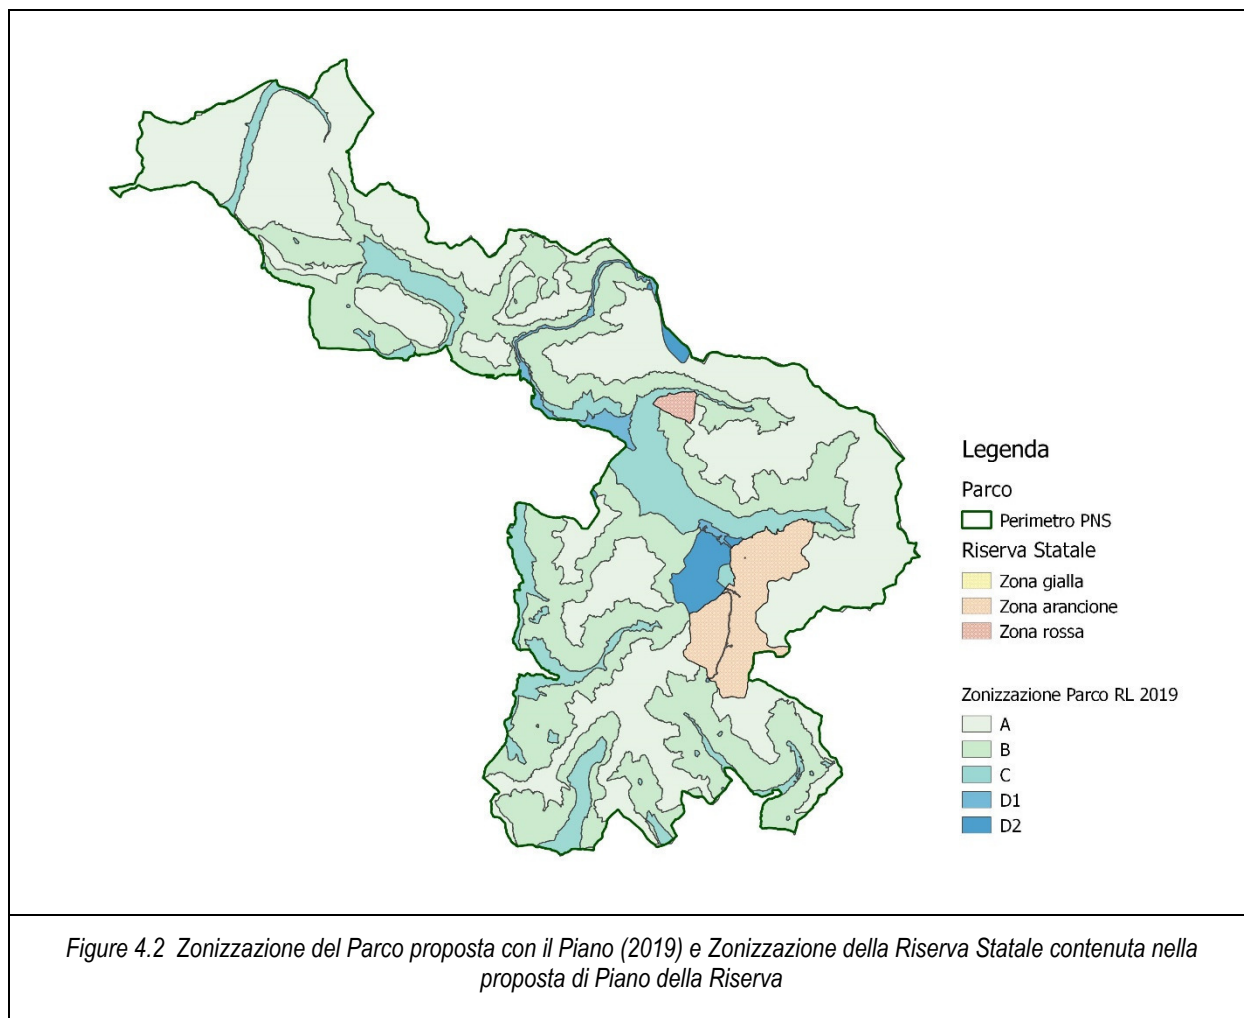 Legenda
Parco
Perimetro PNS
Riserva Statale
Zona gialla
Zona arancione
Zona rossa
Zonizzazione Parco RL 2019
A
B
C
D1
D2
Figure 4.2 Zonizzazione del Parco proposta con il Piano (2019) e Zonizzazione della Riserva Statale contenuta nella
proposta di Piano della Riserva